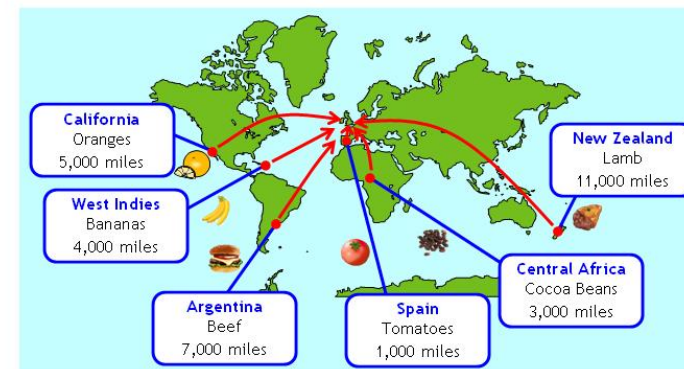 California
Oranges
5,000 miles
West Indies
Bananas
4,000 miles
Argentina
Beef
7,000 miles
Spain
Tomatoes
1,000 miles
Central Africa
Cocoa Beans
3,000 miles
New Zealand
Lamb
11,000 miles